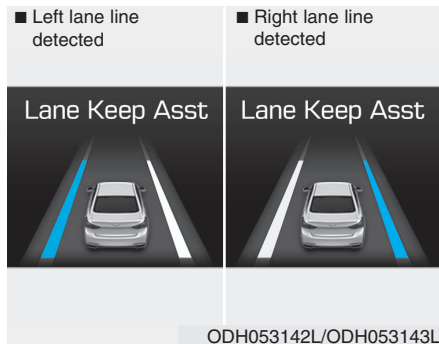 ■ Left lane line
detected
Lane Keep Asst
■ Right lane line
detected
Lane Keep Asst
ODH053142L/ODH053143L